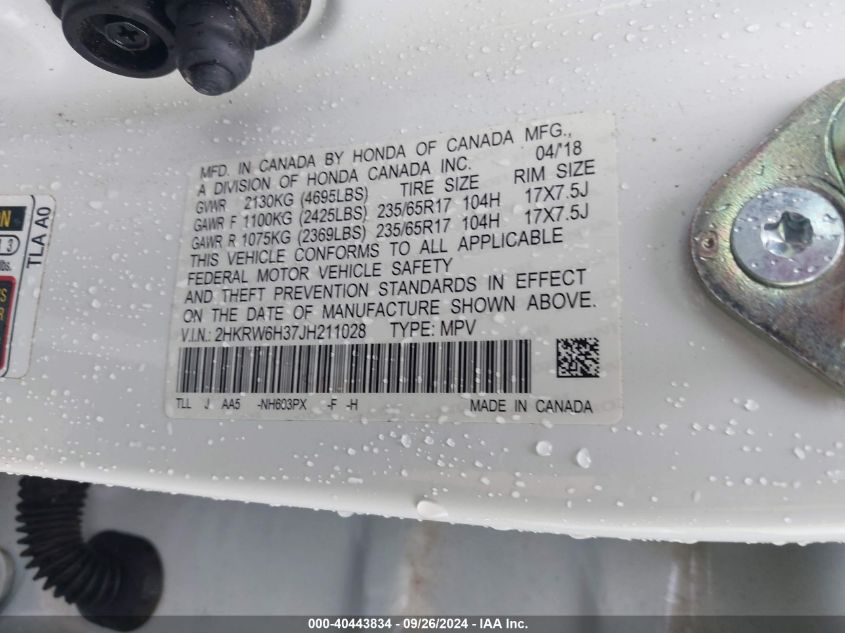 MFD. IN CANADA BY HONDA OF CANADA MFG.,
A DIVISION OF HONDA CANADA INC. 04/'18
GVWR 2130KG (4695LBS) TIRE SIZE RIM SIZE
GAWR F 1100KG (2425LBS) 235/65R17 104H 17X7.5J
GAWR R 1075KG (2369LBS) 235/65R17 104H 17X7.5J
THIS VEHICLE CONFORMS TO ALL APPLICABLE
FEDERAL MOTOR VEHICLE SAFETY
AND THEFT PREVENTION STANDARDS IN EFFECT
ON THE DATE OF MANUFACTURE SHOWN ABOVE.
V.I.N.: 2HKRW6H37JH211028 TYPE: MPV
TLL J AA5 -NH603PX -F -H MADE IN CANADA
TLA A0
000-40443834 - 09/26/2024 - IAA Inc.